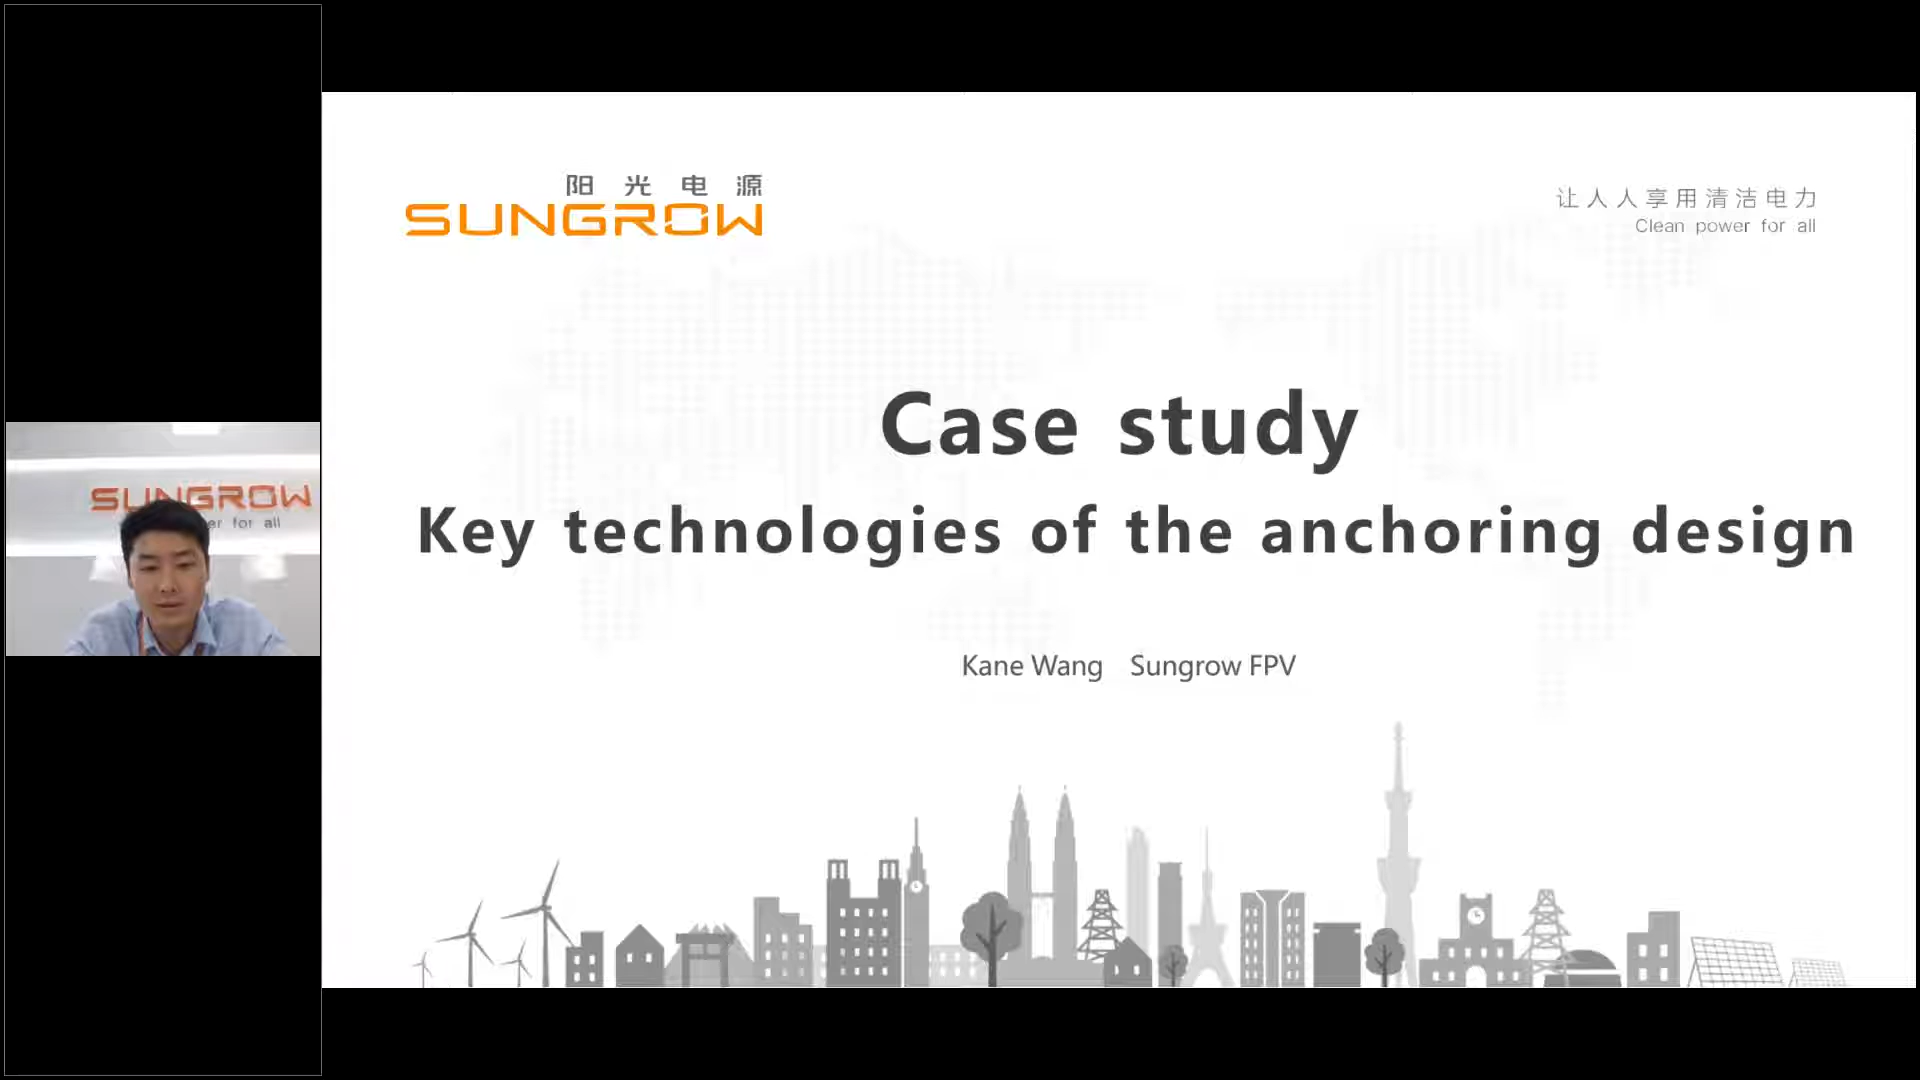 阳光电源
SUNGROW
让人人享用清洁电力
Clean power for all
Case study
Key technologies of the anchoring design
Kane Wang Sungrow FPV
SUNGROW
er for all